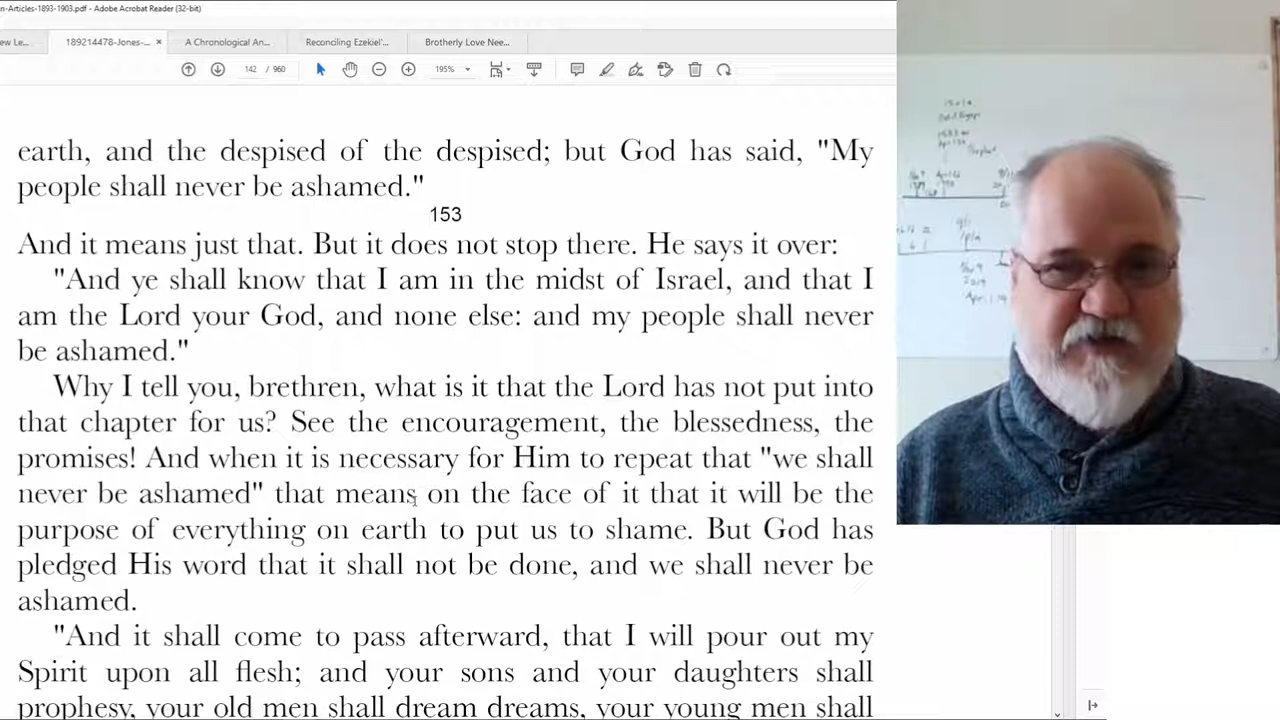 n-Articles-1893-1903.pdf - Adobe Acrobat Reader (32-bit)
ew Le... 189214478-Jones-... × A Chronological An... Reconciling Ezekiel'... Brotherly Love Nee...
142 / 960 195%
earth, and the despised of the despised; but God has said, "My
people shall never be ashamed."
153
And it means just that. But it does not stop there. He says it over:
"And ye shall know that I am in the midst of Israel, and that I
am the Lord your God, and none else: and my people shall never
be ashamed."
Why I tell you, brethren, what is it that the Lord has not put into
that chapter for us? See the encouragement, the blessedness, the
promises! And when it is necessary for Him to repeat that "we shall
never be ashamed" that means on the face of it that it will be the
purpose of everything on earth to put us to shame. But God has
pledged His word that it shall not be done, and we shall never be
ashamed.
"And it shall come to pass afterward, that I will pour out my
Spirit upon all flesh; and your sons and your daughters shall
prophesy, your old men shall dream dreams, your young men shall